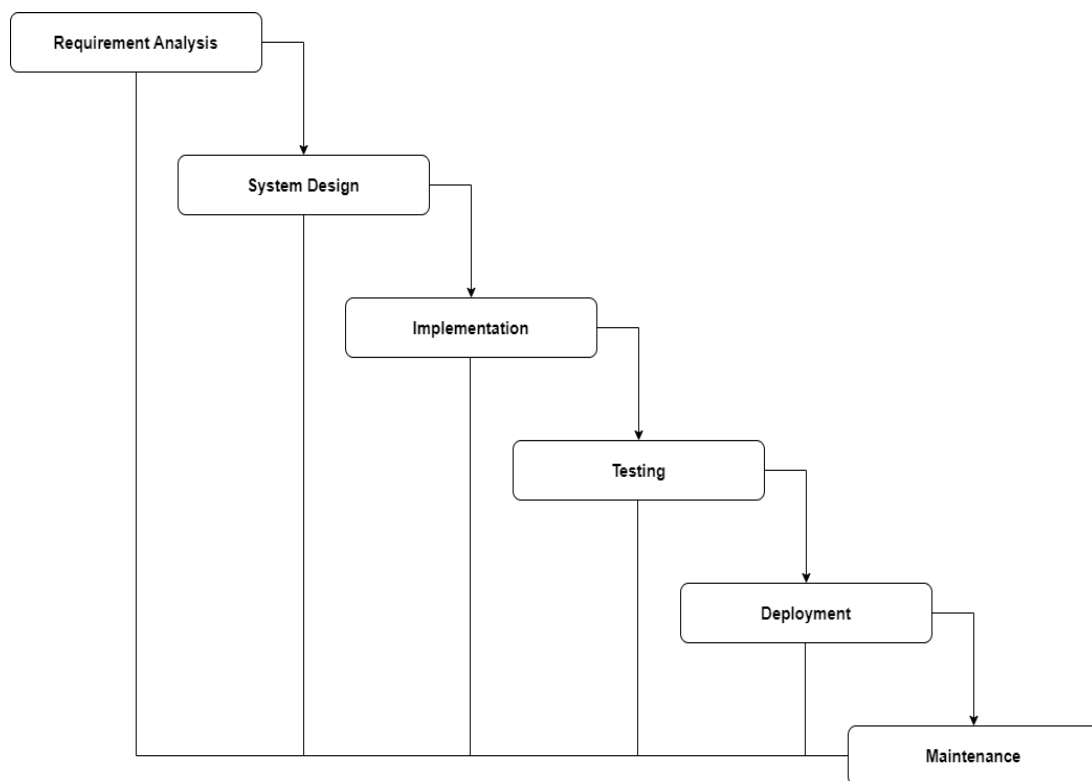 Requirement Analysis
System Design
Implementation
Testing
Deployment
Maintenance